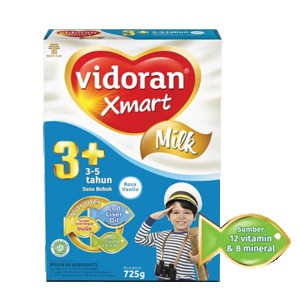 vidoran
Xmart
Milk
3+
3-5
tahun
Susu Bubuk
Rasa
Vanilla
Cod
Liver
Oil
725g
Sumber
12 vitamin
& 8 mineral